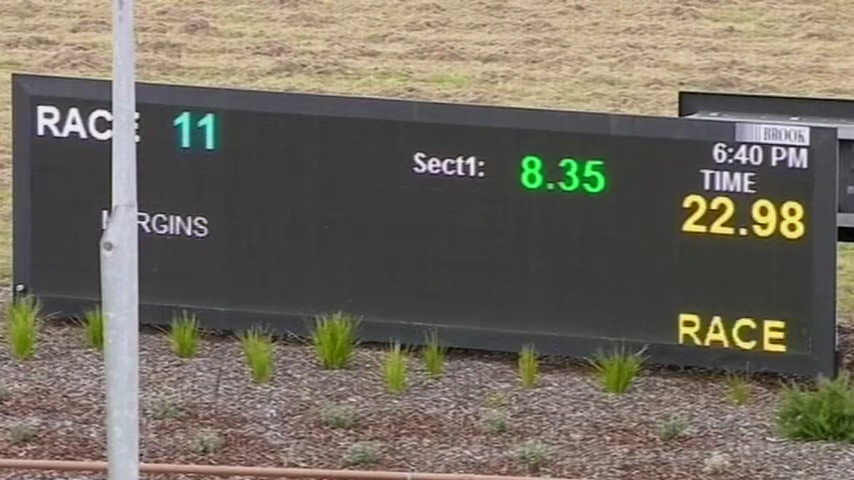 RACE 11
BROOK
6:40 PM
Sect1: 8.35
TIME
22.98
MARGINS
RACE